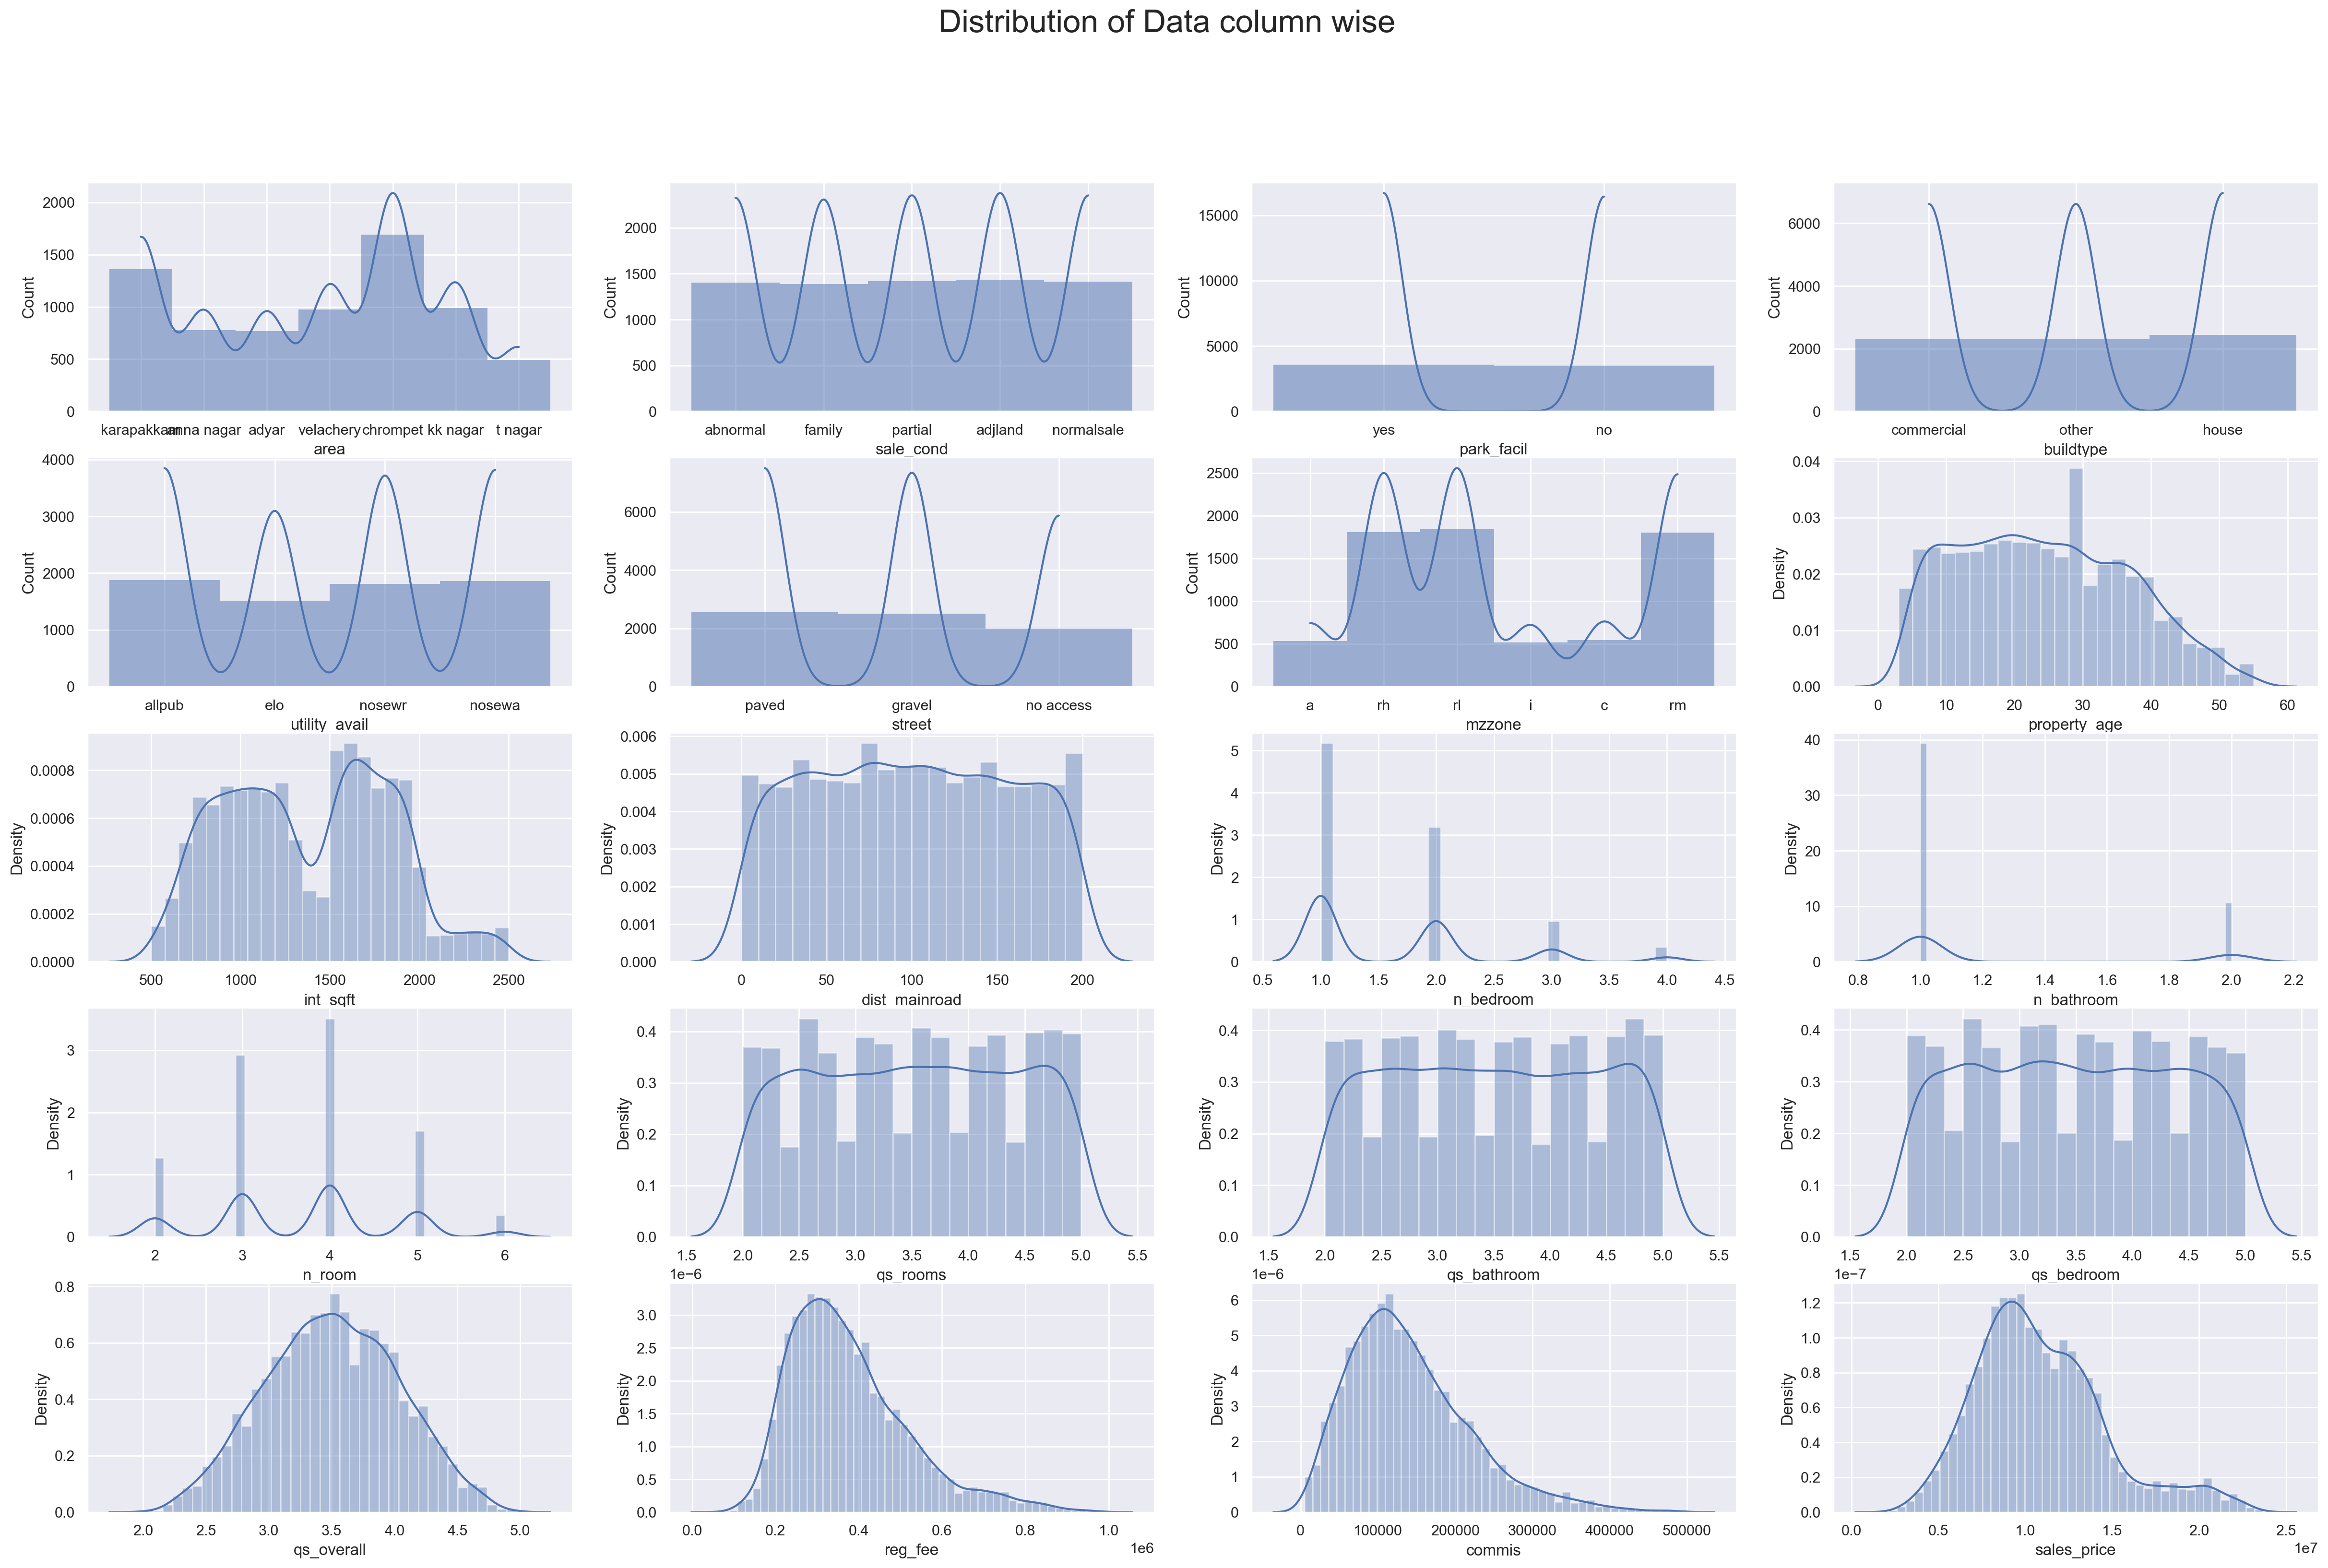 Distribution of Data column wise
2000
1500
1000
500
0
Count
karapakkam anna nagar adyar velachery chrompet kk nagar t nagar
area
2000
1500
1000
500
0
Count
abnormal family partial adjland normalsale
sale_cond
15000
10000
5000
0
Count
yes no
park_facil
6000
4000
2000
0
Count
commercial other house
buildtype
4000
3000
2000
1000
0
Count
allpub elo nosewr nosewa
utility_avail
6000
4000
2000
0
Count
paved gravel no access
street
2500
2000
1500
1000
500
0
Count
a rh rl i c rm
mzzone
0.04
0.03
0.02
0.01
0.00
Density
0 10 20 30 40 50 60
property_age
0.0008
0.0006
0.0004
0.0002
0.0000
Density
500 1000 1500 2000 2500
int_sqft
0.006
0.005
0.004
0.003
0.002
0.001
0.000
Density
0 50 100 150 200
dist_mainroad
5
4
3
2
1
0
Density
0.5 1.0 1.5 2.0 2.5 3.0 3.5 4.0 4.5
n_bedroom
40
30
20
10
0
Density
0.8 1.0 1.2 1.4 1.6 1.8 2.0 2.2
n_bathroom
3
2
1
0
Density
2 3 4 5 6
n_room
0.4
0.3
0.2
0.1
0.0
Density
1.5 2.0 2.5 3.0 3.5 4.0 4.5 5.0 5.5
qs_rooms
0.4
0.3
0.2
0.1
0.0
Density
1.5 2.0 2.5 3.0 3.5 4.0 4.5 5.0 5.5
qs_bathroom
0.4
0.3
0.2
0.1
0.0
Density
1.5 2.0 2.5 3.0 3.5 4.0 4.5 5.0 5.5
qs_bedroom
0.8
0.6
0.4
0.2
0.0
Density
2.0 2.5 3.0 3.5 4.0 4.5 5.0
qs_overall
1e−6
3.0
2.5
2.0
1.5
1.0
0.5
0.0
Density
0.0 0.2 0.4 0.6 0.8 1.0
1e6
reg_fee
1e−6
6
5
4
3
2
1
0
Density
0 100000 200000 300000 400000 500000
commis
1e−7
1.2
1.0
0.8
0.6
0.4
0.2
0.0
Density
0.0 0.5 1.0 1.5 2.0 2.5
1e7
sales_price